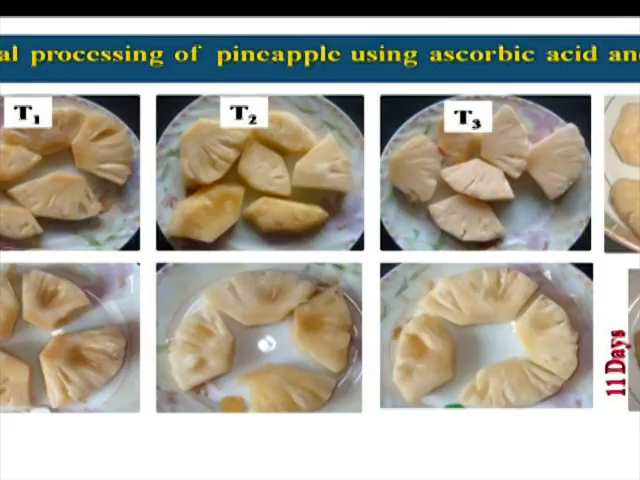 al processing of pineapple using ascorbic acid an
T1
T2
T3
11 Days